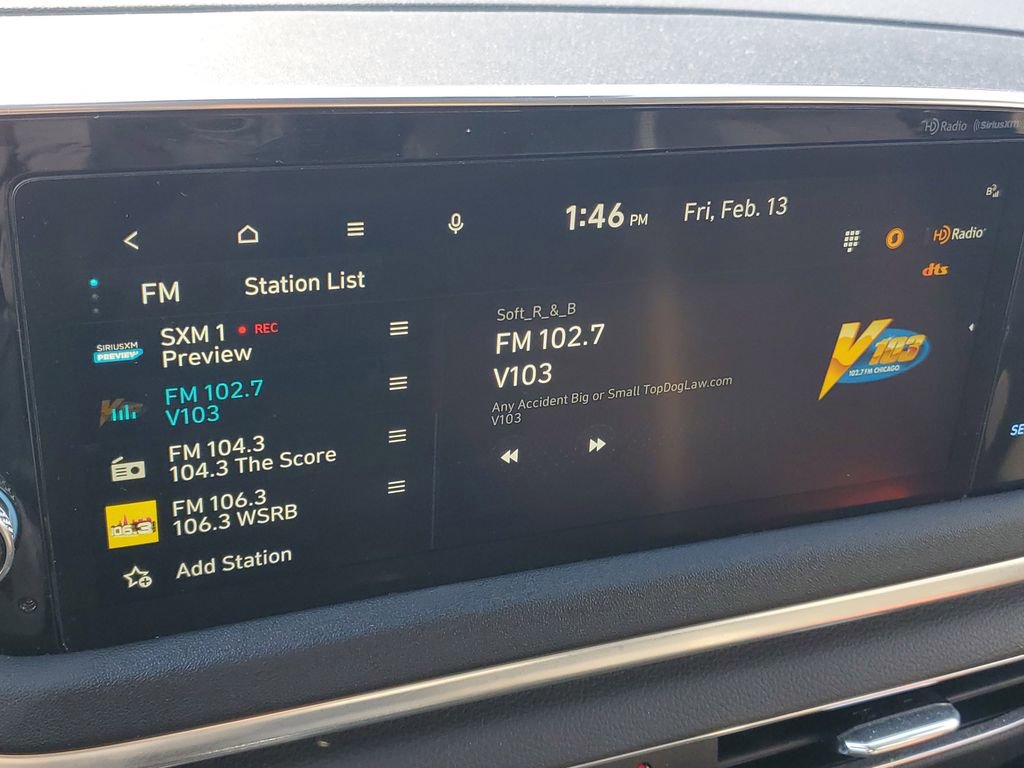 HD Radio SiriusXM
1:46 PM Fri, Feb. 13
HD Radio
dts
FM Station List
SIRIUSXM
PREVIEW
SXM 1 REC
Preview
FM 102.7
V103
FM 104.3
104.3 The Score
106.3
FM 106.3
106.3 WSRB
Add Station
Soft_R_&_B
FM 102.7
V103
Any Accident Big or Small TopDogLaw.com
V103
V103
102.7 FM CHICAGO
SE